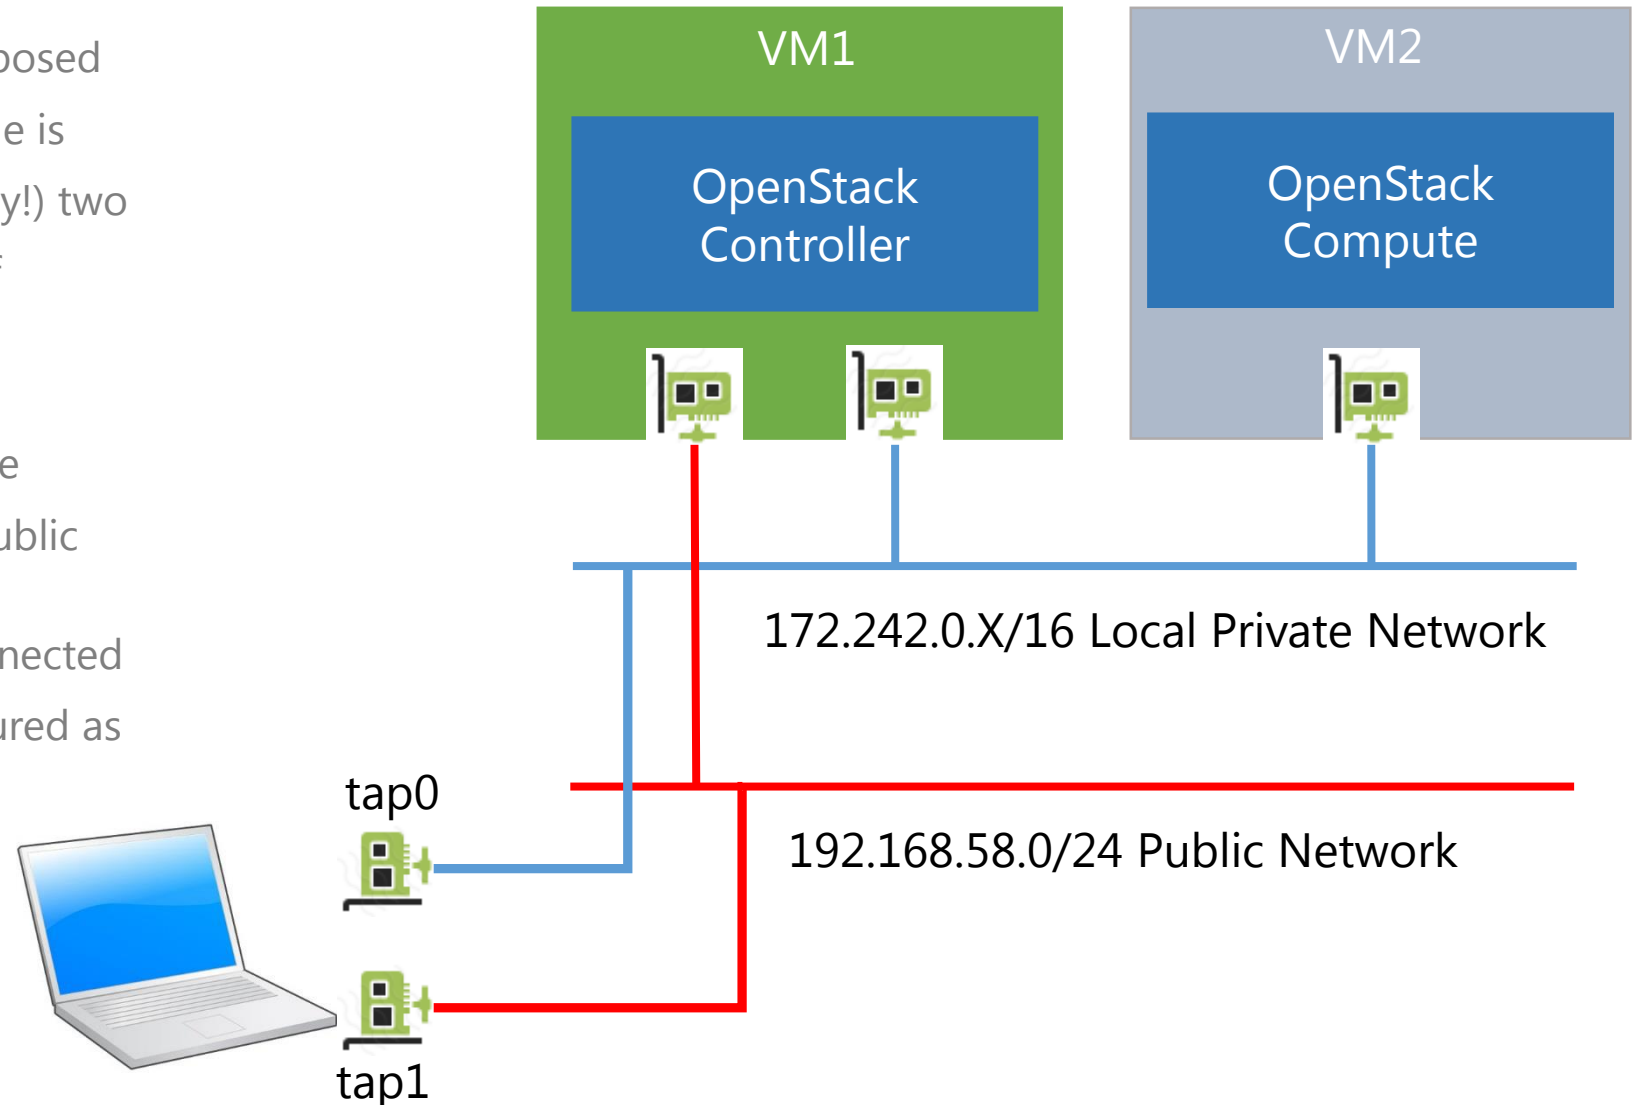 posed
e is
y!) two
e
ublic
nnected
ured as
VM1
OpenStack
Controller
VM2
OpenStack
Compute
172.242.0.X/16 Local Private Network
192.168.58.0/24 Public Network
tap0
tap1